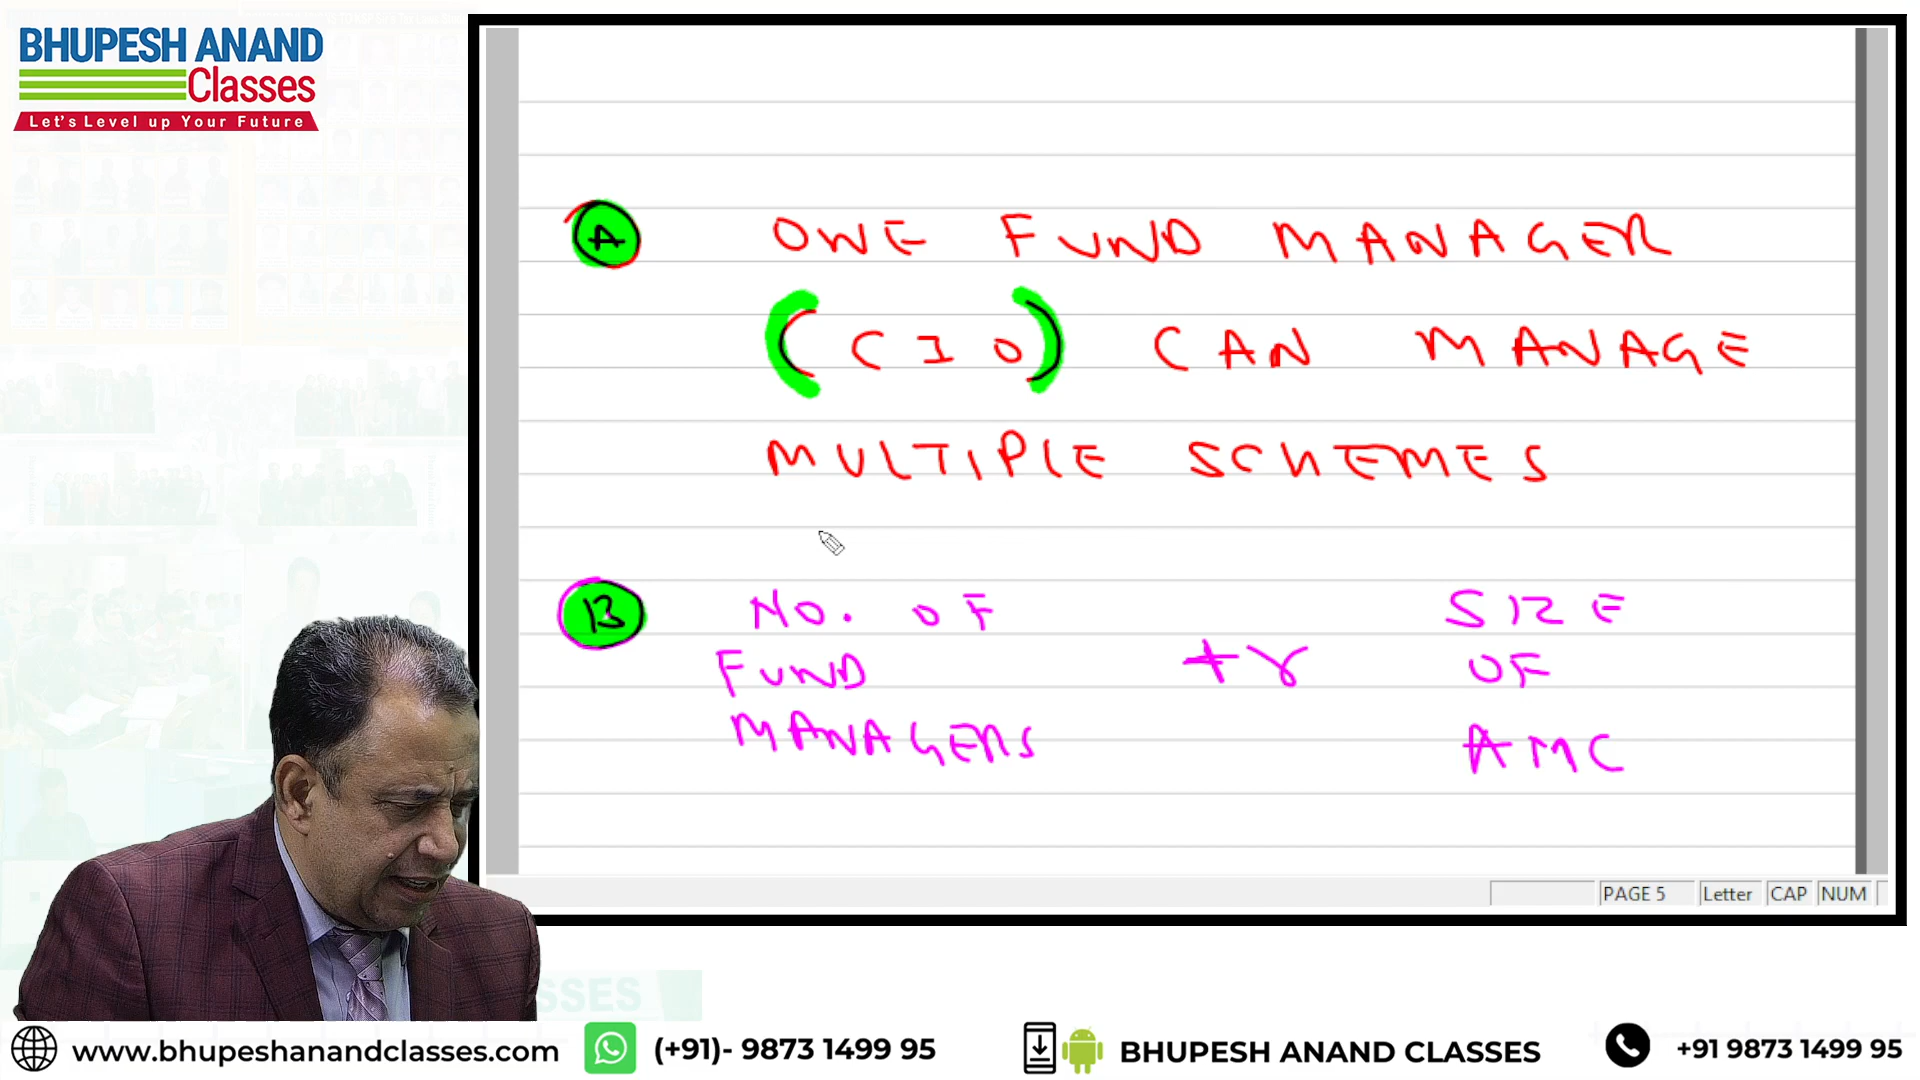 BHUPESH ANAND
Classes
Let's Level up Your Future
A ONE FUND MANAGER
(CIO) CAN MANAGE
MULTIPLE SCHEMES
B NO. OF SIZE
FUND +Y OF
MANAGERS AMC
PAGE 5 Letter CAP NUM
SSES
www.bhupeshanandclasses.com (+91)- 9873 1499 95 BHUPESH ANAND CLASSES +91 9873 1499 95